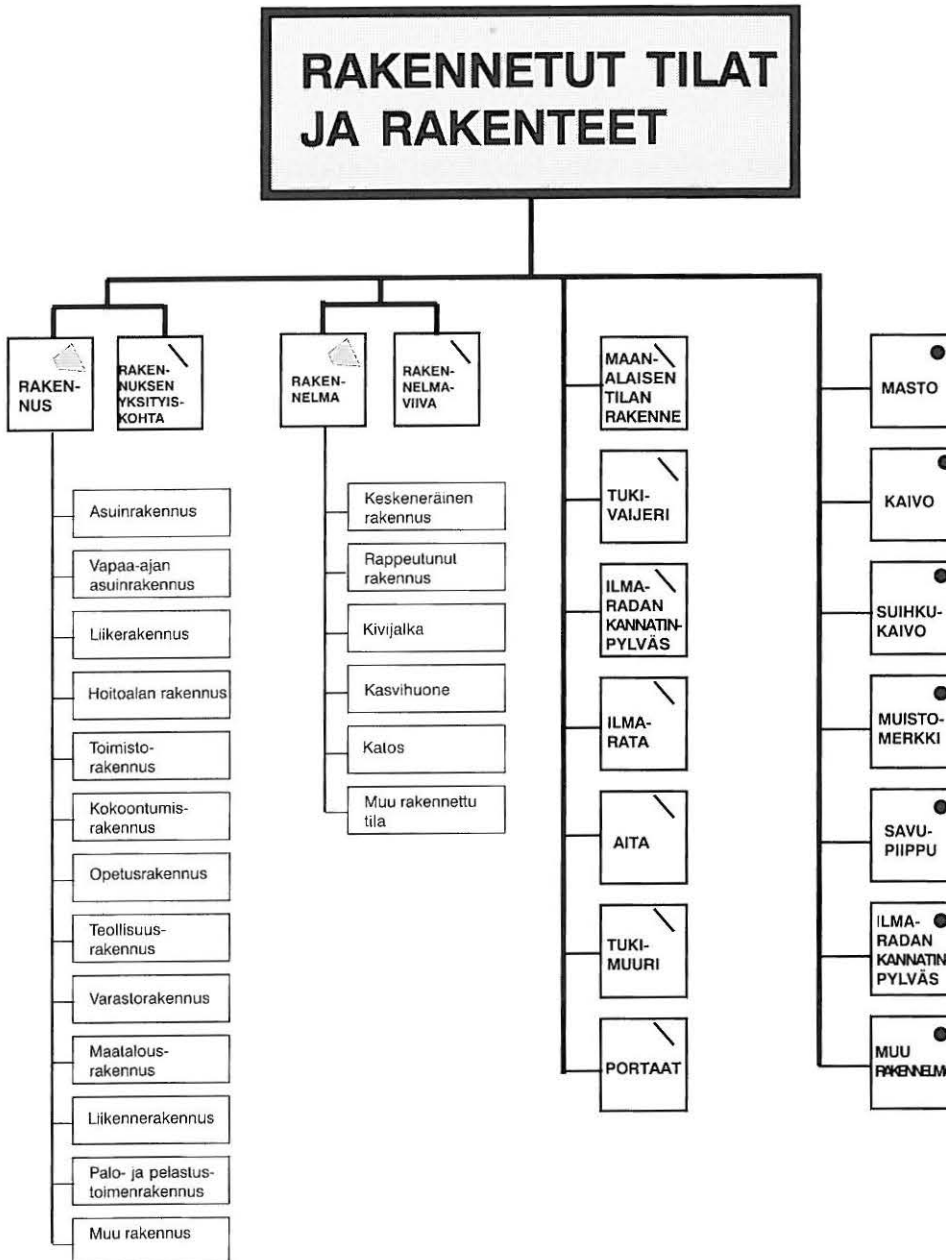 RAKENNETUT TILAT
JA RAKENTEET
RAKEN-
NUS
RAKEN-
NUKSEN
YKSITYIS-
KOHTA
RAKEN-
NELMA
RAKEN-
NELMA-
VIIVA
Asuinrakennus
Vapaa-ajan
asuinrakennus
Liikerakennus
Hoitoalan rakennus
Toimisto-
rakennus
Kokoontumis-
rakennus
Opetusrakennus
Teollisuus-
rakennus
Varastorakennus
Maatalous-
rakennus
Liikennerakennus
Palo- ja pelastus-
toimenrakennus
Muu rakennus
Keskeneräinen
rakennus
Rappeutunut
rakennus
Kivijalka
Kasvihuone
Katos
Muu rakennettu
tila
MAAN-
ALAISEN
TILAN
RAKENNE
TUKI-
VAIJERI
ILMA-
RADAN
KANNATIN-
PYLVÄS
ILMA-
RATA
AITA
TUKI-
MUURI
PORTAAT
MASTO
KAIVO
SUIHKU-
KAIVO
MUISTO-
MERKKI
SAVU-
PIIPPU
ILMA-
RADAN
KANNATIN
PYLVÄS
MUU
RAKENNELMA